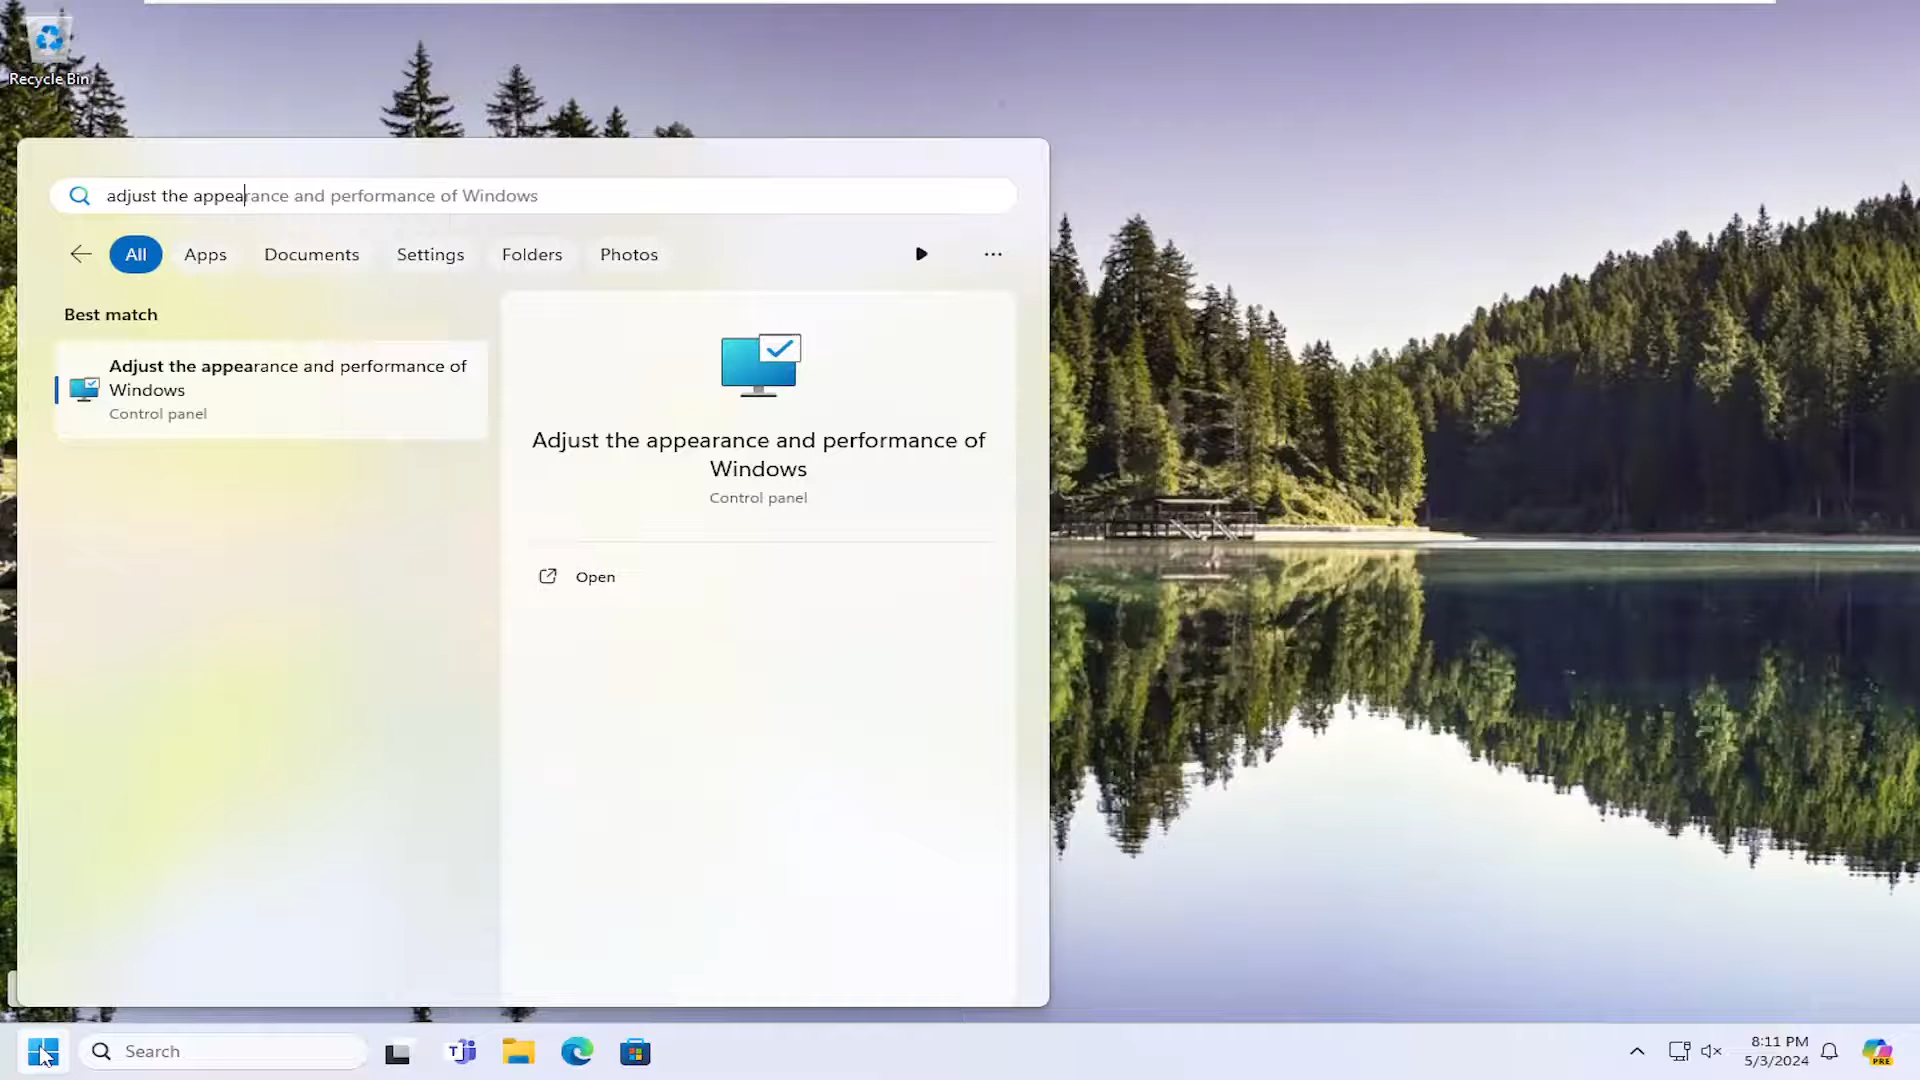 Recycle Bin
adjust the appearance and performance of Windows
All Apps Documents Settings Folders Photos
Best match
Adjust the appearance and performance of
Windows
Control panel
Adjust the appearance and performance of
Windows
Control panel
Open
Search
8:11 PM
5/3/2024
PRE